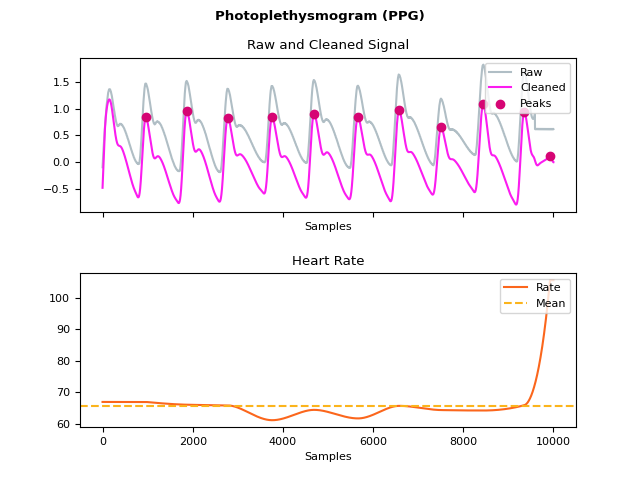 Photoplethysmogram (PPG)
Raw and Cleaned Signal
Raw
Cleaned
Peaks
1.5
1.0
0.5
0.0
−0.5
Samples
Heart Rate
Rate
Mean
100
90
80
70
60
0
2000
4000
6000
8000
10000
Samples